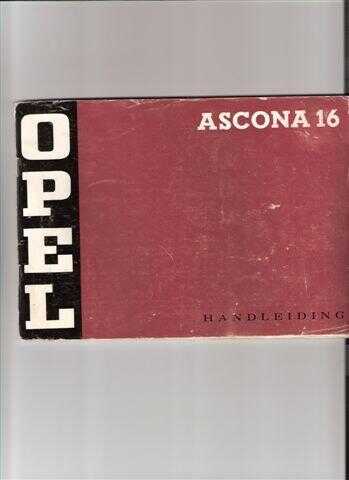 OPEL
ASCONA 16
HANDLEIDING